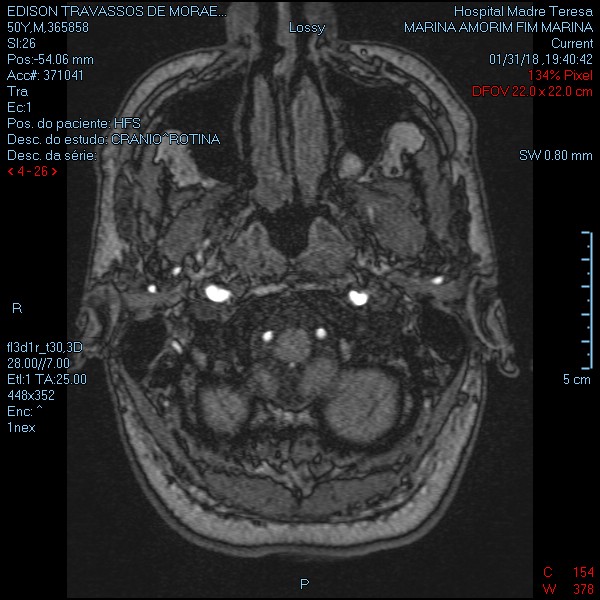 EDISON TRAVASSOS DE MORAE...
50Y,M,365858
Sl:26
Pos:-54.06 mm
Acc#: 371041
Tra
Ec:1
Pos. do paciente: HFS
Desc. do estudo: CRANIO^ROTINA
Desc. da série:
< 4 - 26 >
Lossy
Hospital Madre Teresa
MARINA AMORIM FIM MARINA
Current
01/31/18 ,19:40:42
134% Pixel
DFOV 22.0 x 22.0 cm
SW 0.80 mm
R
fl3d1r_t30,3D
28.00//7.00
Etl:1 TA:25.00
448x352
Enc: ^
1nex
5 cm
P
C 154
W 378